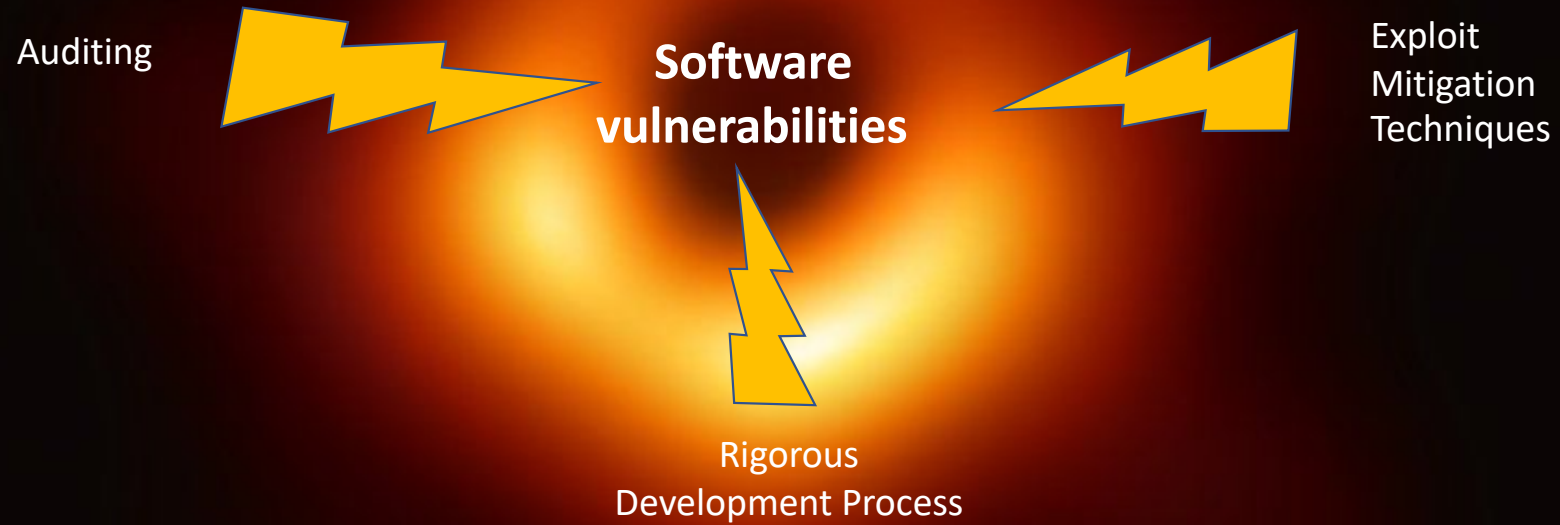 Auditing
Software
vulnerabilities
Exploit
Mitigation
Techniques
Rigorous
Development Process